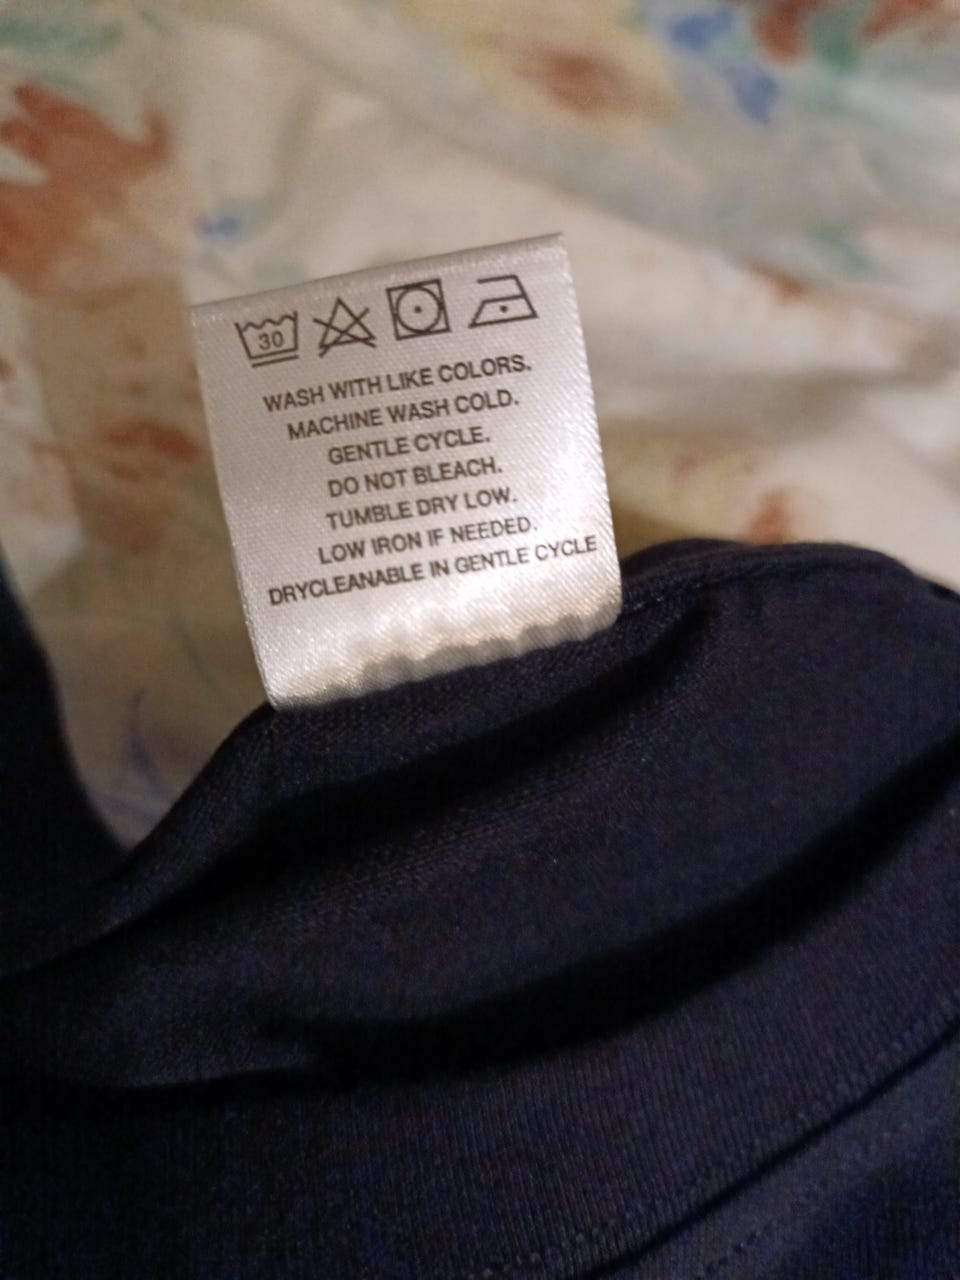 30
WASH WITH LIKE COLORS.
MACHINE WASH COLD.
GENTLE CYCLE.
DO NOT BLEACH.
TUMBLE DRY LOW.
LOW IRON IF NEEDED.
DRYCLEANABLE IN GENTLE CYCLE